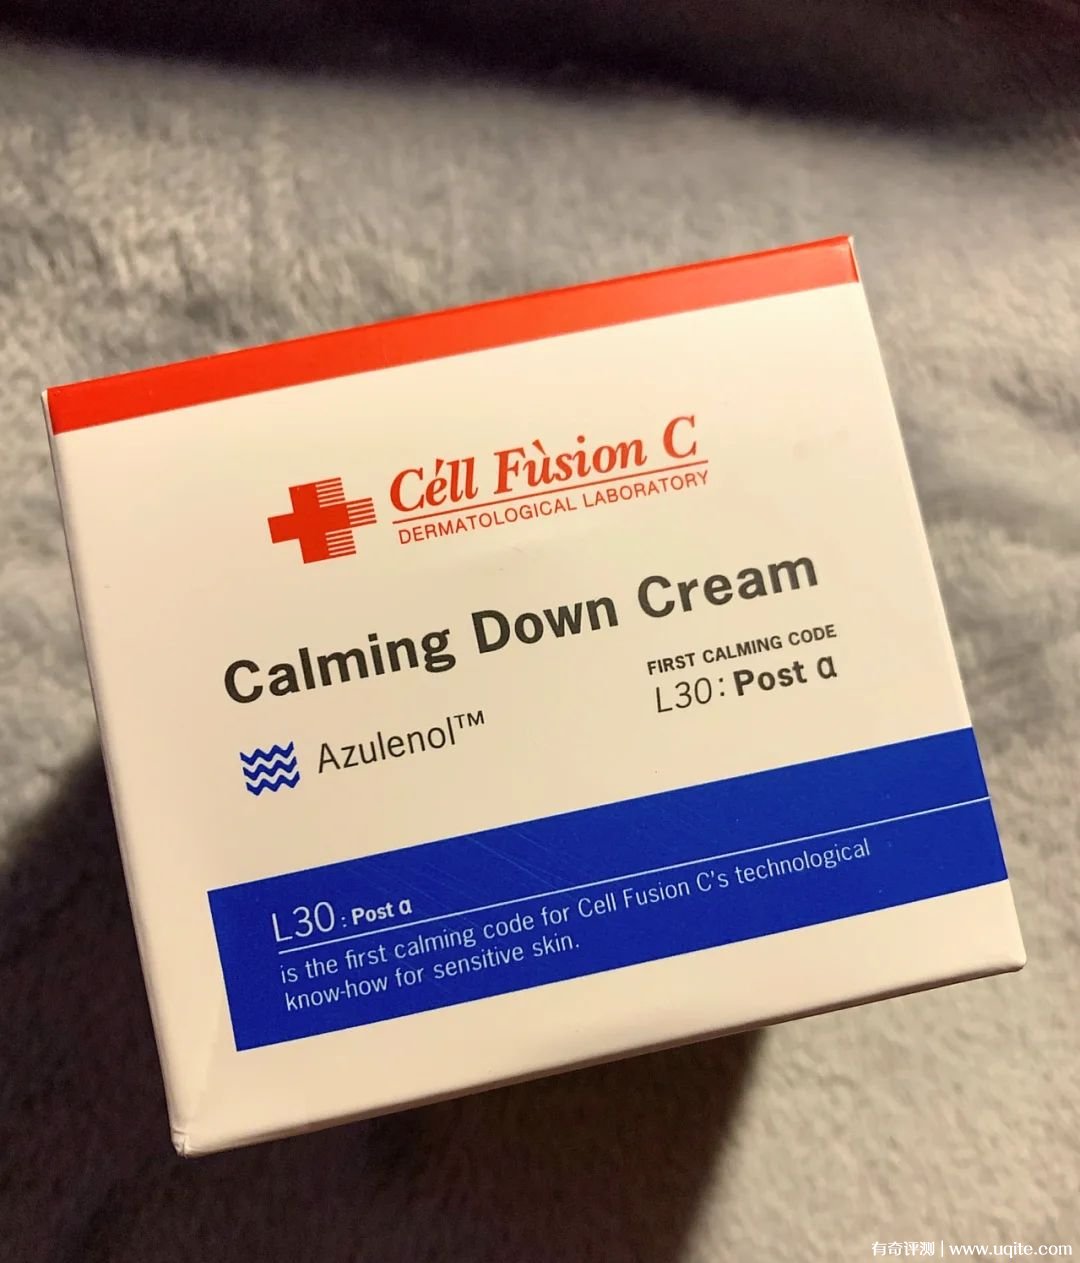 Céll Fùsion C
DERMATOLOGICAL LABORATORY
Calming Down Cream
FIRST CALMING CODE
L30: Post α
Azulenol™
L30: Post α
is the first calming code for Cell Fusion C's technological
know-how for sensitive skin.
有奇评测 | www.uqite.com